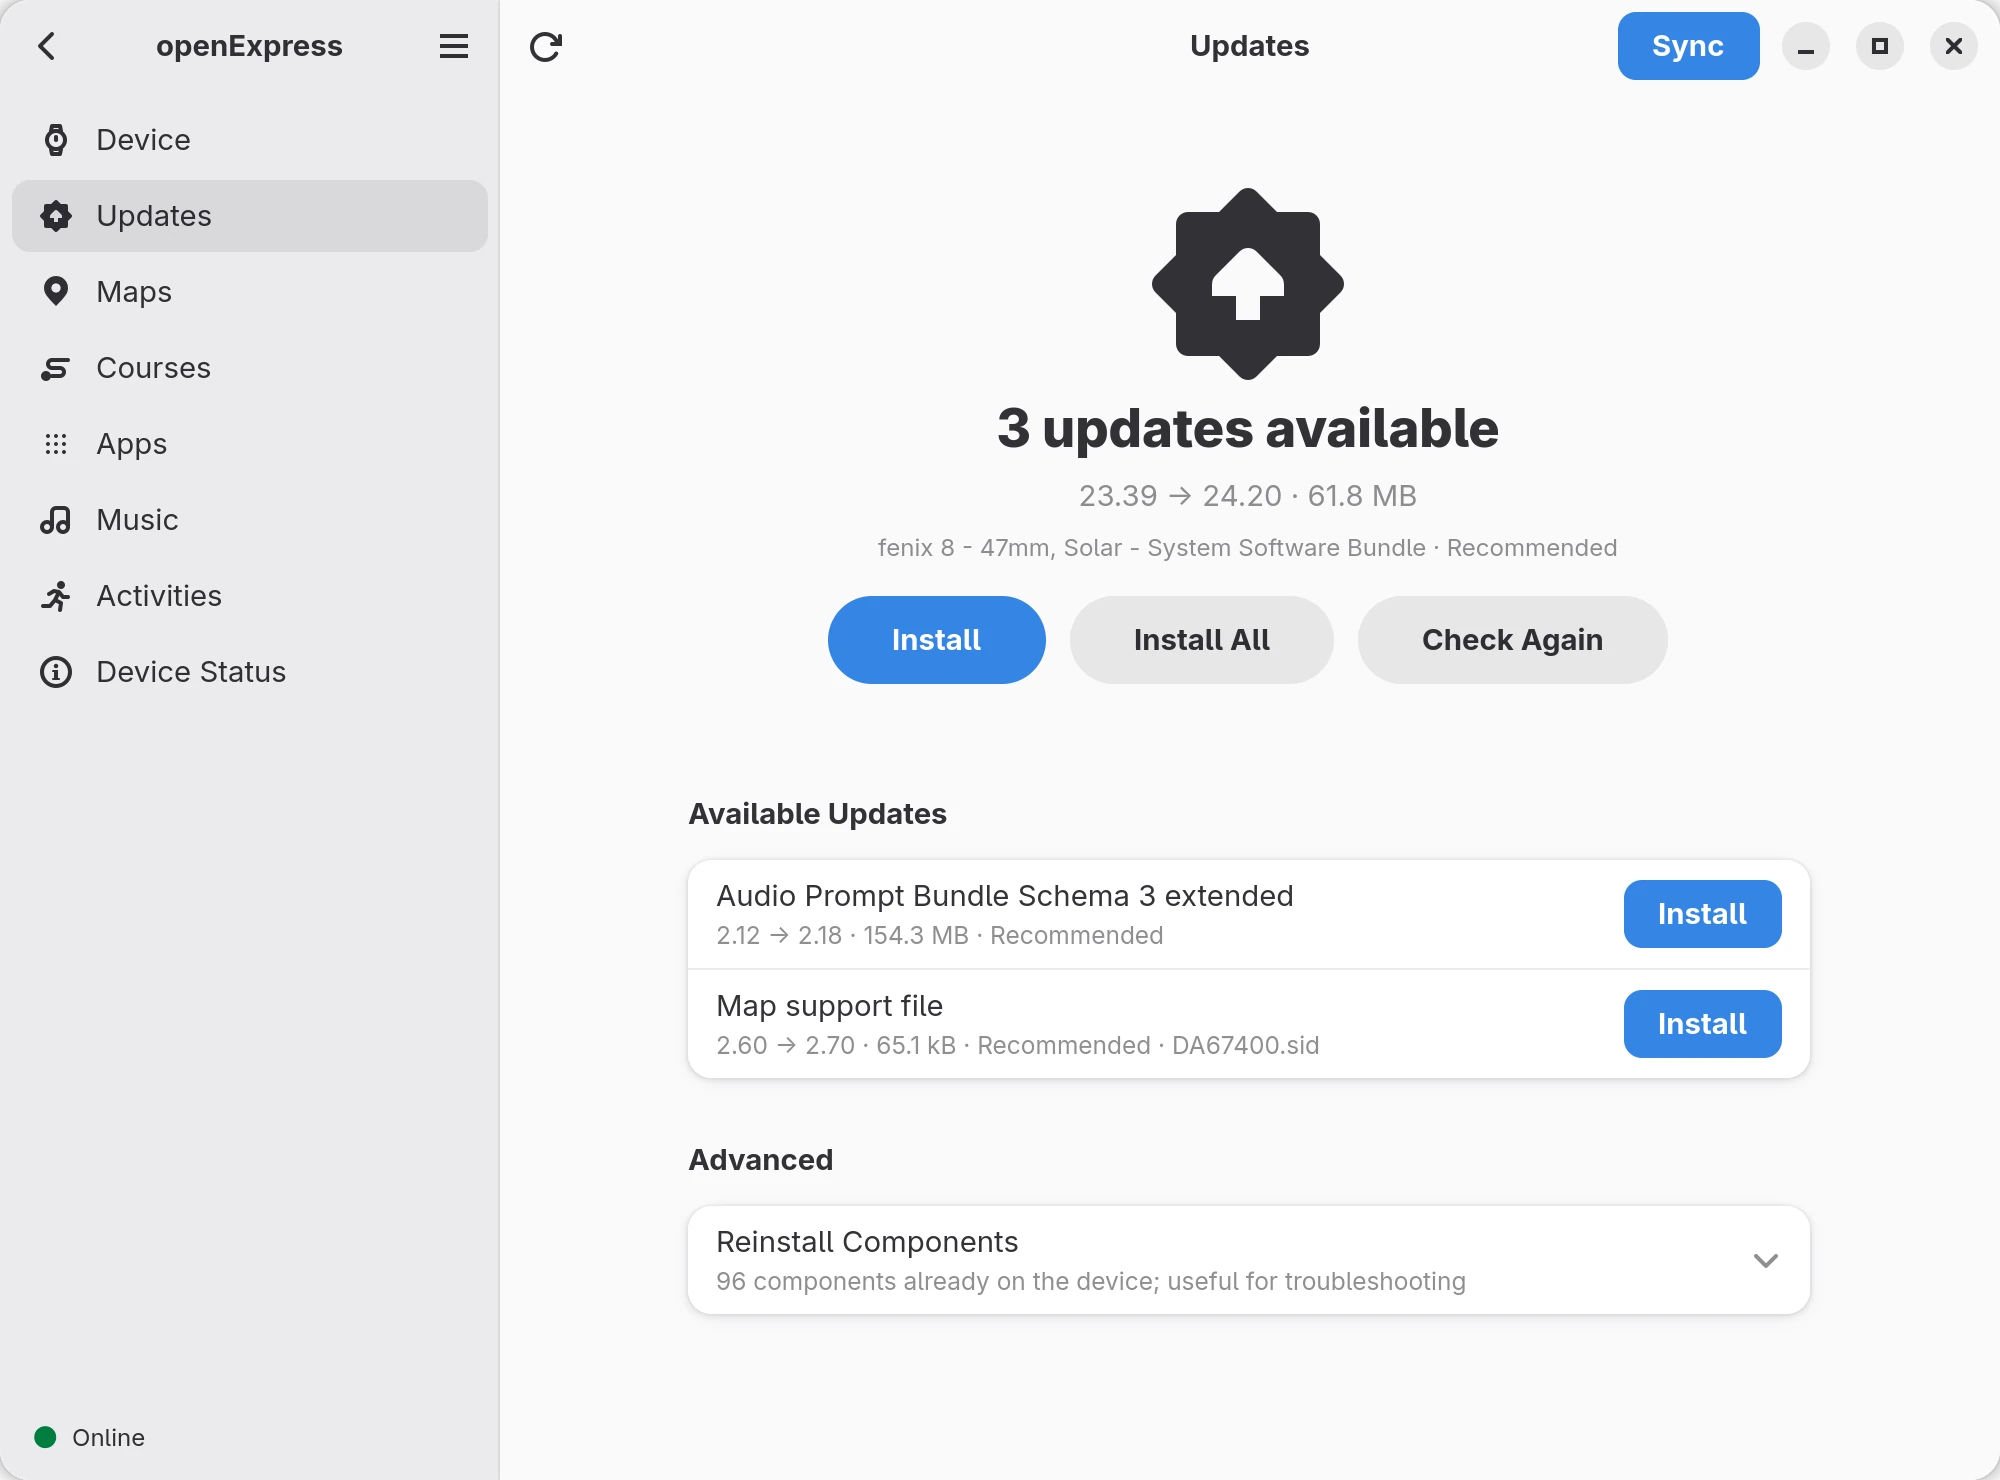 openExpress
Updates
Sync
Device
Updates
Maps
Courses
Apps
Music
Activities
Device Status
3 updates available
23.39 → 24.20 · 61.8 MB
fenix 8 - 47mm, Solar - System Software Bundle · Recommended
Install
Install All
Check Again
Available Updates
Audio Prompt Bundle Schema 3 extended
2.12 → 2.18 · 154.3 MB · Recommended
Install
Map support file
2.60 → 2.70 · 65.1 kB · Recommended · DA67400.sid
Install
Advanced
Reinstall Components
96 components already on the device; useful for troubleshooting
Online